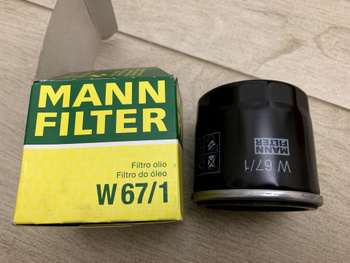 MANN
FILTER
Filtro olio
Filtro do óleo
W 67/1
MANN
FILTER
W 67/1